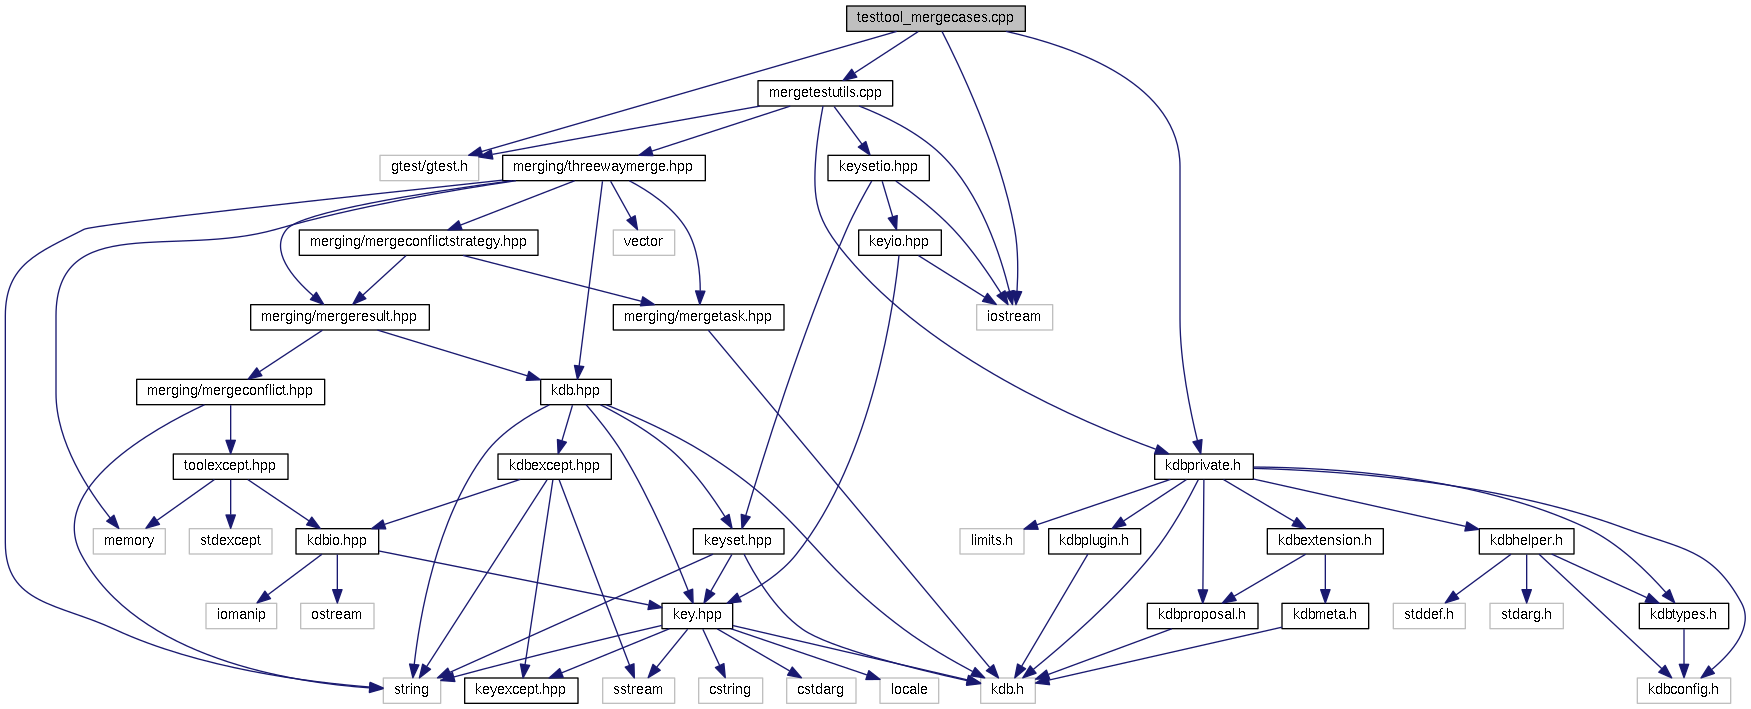 testtool_mergecases.cpp
mergetestutils.cpp
gtest/gtest.h
merging/threewaymerge.hpp
keysetio.hpp
merging/mergeconflictstrategy.hpp
vector
keyio.hpp
merging/mergeresult.hpp
merging/mergetask.hpp
iostream
merging/mergeconflict.hpp
kdb.hpp
toolexcept.hpp
kdbexcept.hpp
kdbprivate.h
memory
stdexcept
kdbio.hpp
keyset.hpp
limits.h
kdbplugin.h
kdbextension.h
kdbhelper.h
iomanip
ostream
key.hpp
kdbproposal.h
kdbmeta.h
stddef.h
stdarg.h
kdbtypes.h
string
keyexcept.hpp
sstream
cstring
cstdarg
locale
kdb.h
kdbconfig.h